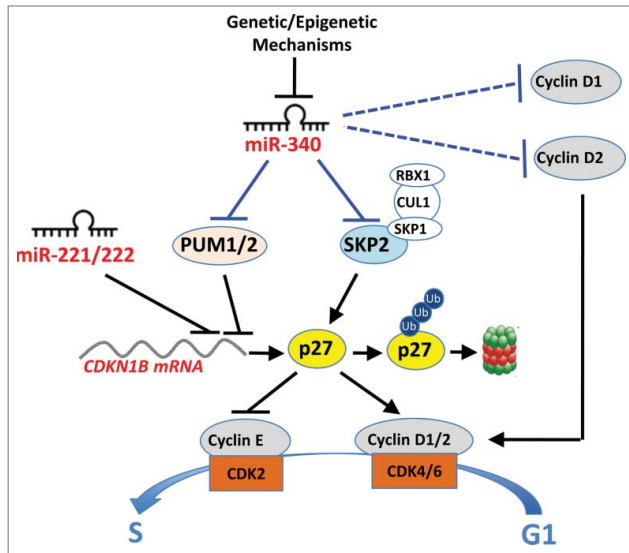 Genetic/Epigenetic
Mechanisms
Cyclin D1
miR-340
Cyclin D2
RBX1
CUL1
SKP1
PUM1/2
SKP2
miR-221/222
Ub
Ub
Ub
CDKN1B mRNA
p27
p27
Cyclin E
Cyclin D1/2
CDK2
CDK4/6
S
G1